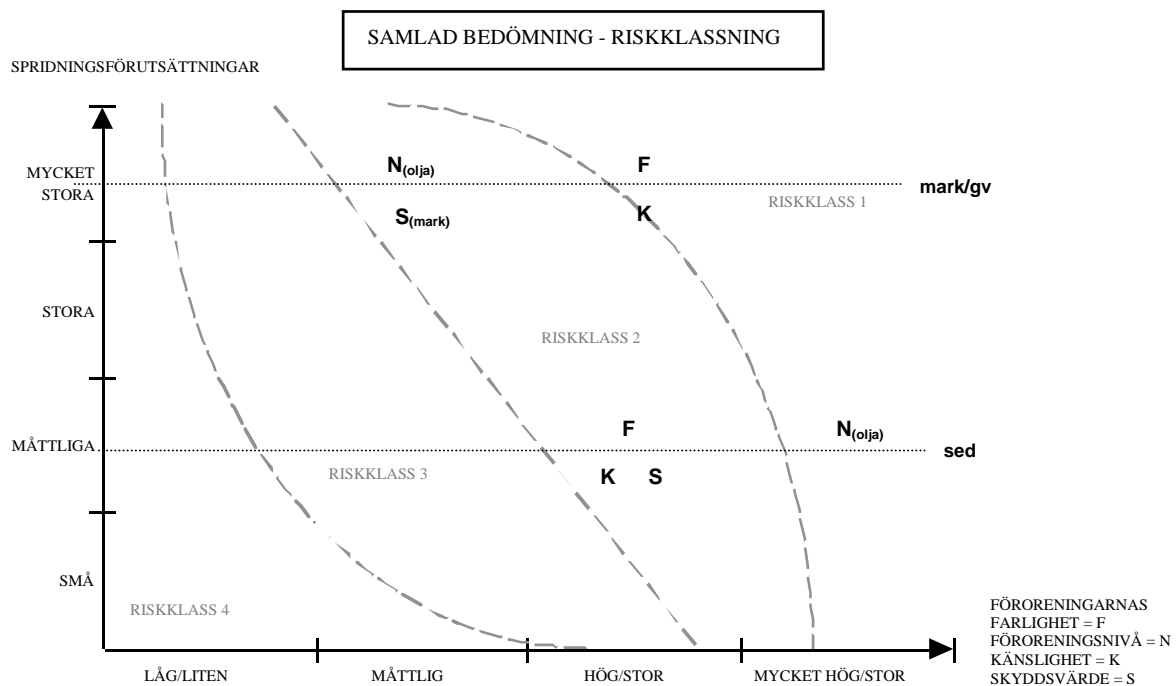 SAMLAD BEDÖMNING - RISKKLASSNING
SPRIDNINGSFÖRUTSÄTTNINGAR
MYCKET
STORA
N(olja)
F
mark/gv
S(mark)
K
RISKKLASS 1
STORA
RISKKLASS 2
MÅTTLIGA
F
N(olja)
sed
RISKKLASS 3
K
S
SMÅ
RISKKLASS 4
FÖRORENINGARNAS
FARLIGHET = F
FÖRORENINGSNIVÅ = N
KÄNSLIGHET = K
SKYDDSVÄRDE = S
LÅG/LITEN
MÅTTLIG
HÖG/STOR
MYCKET HÖG/STOR